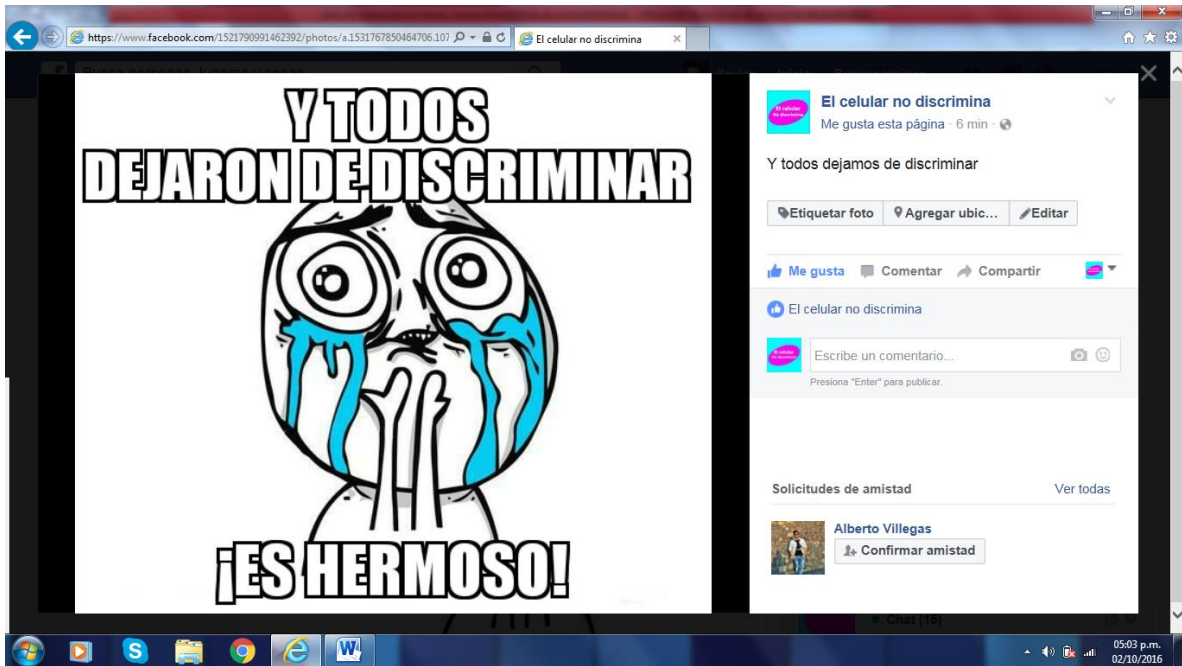 https://www.facebook.com/1521790991462392/photos/a.1531767850464706.107
El celular no discrimina
Y TODOS
DEJARON DE DISCRIMINAR
¡ES HERMOSO!
El celular no discrimina
Me gusta esta página · 6 min ·
Y todos dejamos de discriminar
Etiquetar foto Agregar ubic... Editar
Me gusta Comentar Compartir
El celular no discrimina
Escribe un comentario...
Presiona "Enter" para publicar.
Solicitudes de amistad Ver todas
Alberto Villegas
Confirmar amistad
Chat (15)
05:03 p.m.
02/10/2016